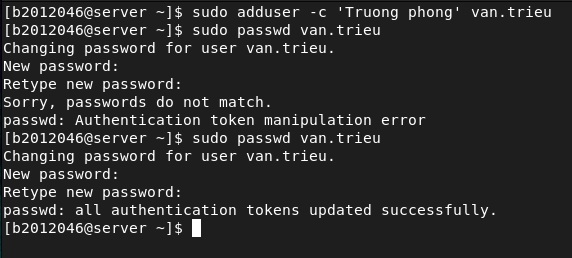 [b2012046@server ~]$ sudo adduser -c 'Truong phong' van.trieu
[b2012046@server ~]$ sudo passwd van.trieu
Changing password for user van.trieu.
New password:
Retype new password:
Sorry, passwords do not match.
passwd: Authentication token manipulation error
[b2012046@server ~]$ sudo passwd van.trieu
Changing password for user van.trieu.
New password:
Retype new password:
passwd: all authentication tokens updated successfully.
[b2012046@server ~]$